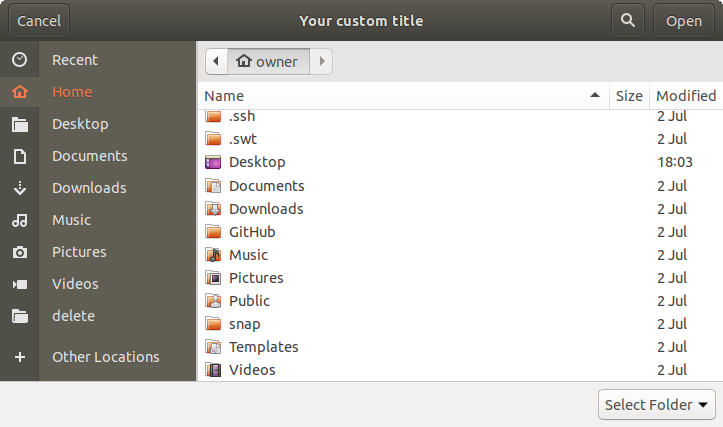 Cancel Your custom title Open
Recent
Home
Desktop
Documents
Downloads
Music
Pictures
Videos
delete
Other Locations
owner
Name Size Modified
.ssh 2 Jul
.swt 2 Jul
Desktop 18:03
Documents 2 Jul
Downloads 2 Jul
GitHub 2 Jul
Music 2 Jul
Pictures 2 Jul
Public 2 Jul
snap 2 Jul
Templates 2 Jul
Videos 2 Jul
Select Folder